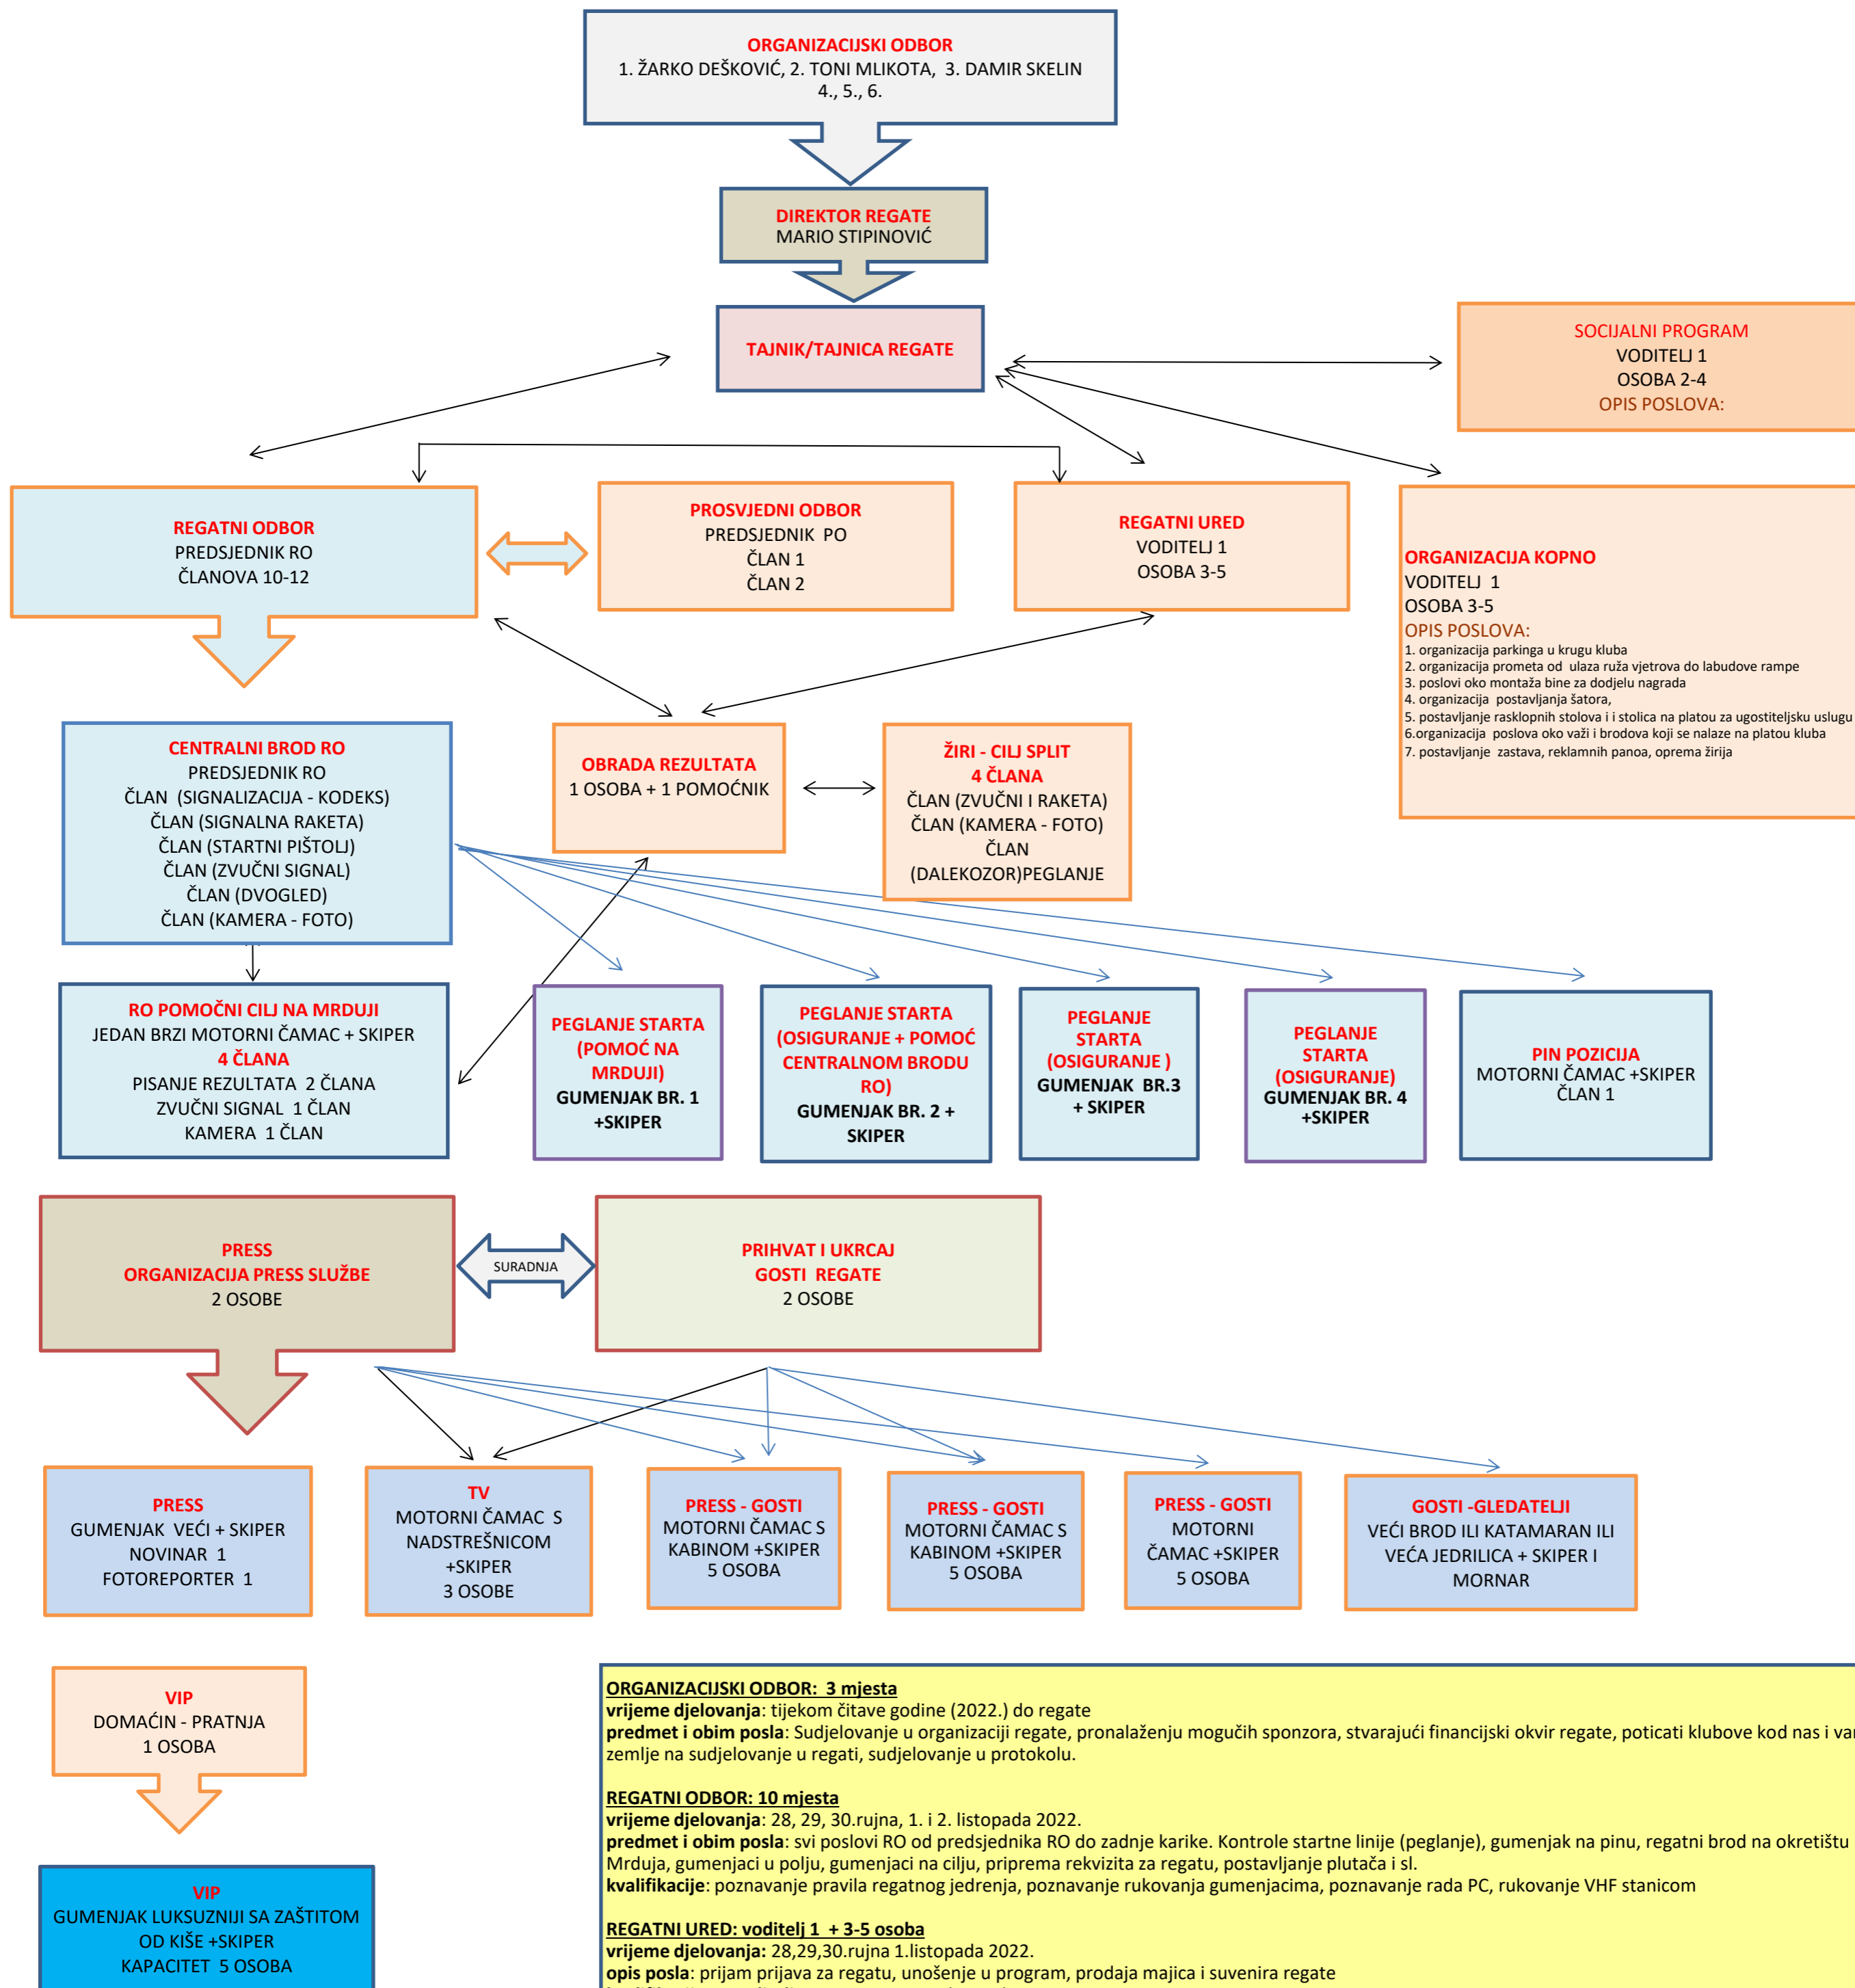 ORGANIZACIJSKI ODBOR
1. ŽARKO DEŠKOVIĆ, 2. TONI MLIKOTA,  3. DAMIR SKELIN
4., 5., 6.
DIREKTOR REGATE
MARIO STIPINOVIĆ
TAJNIK/TAJNICA REGATE
SOCIJALNI PROGRAM
VODITELJ 1
OSOBA 2-4
OPIS POSLOVA:
REGATNI ODBOR
PREDSJEDNIK RO
ČLANOVA 10-12
PROSVJEDNI ODBOR
PREDSJEDNIK  PO
ČLAN 1
ČLAN 2
REGATNI URED
VODITELJ 1
OSOBA 3-5
ORGANIZACIJA KOPNO
VODITELJ  1
OSOBA 3-5
OPIS POSLOVA:
1. organizacija parkinga u krugu kluba
2. organizacija prometa od  ulaza ruža vjetrova do labudove rampe
3. poslovi oko montaža bine za dodjelu nagrada
4. organizacija  postavljanja šatora,
5. postavljanje rasklopnih stolova i i stolica na platou za ugostiteljsku uslugu
6.organizacija  poslova oko važi i brodova koji se nalaze na platou kluba
7. postavljanje  zastava, reklamnih panoa, oprema žirija
CENTRALNI BROD RO
PREDSJEDNIK RO
ČLAN  (SIGNALIZACIJA - KODEKS)
ČLAN (SIGNALNA RAKETA)
ČLAN (STARTNI PIŠTOLJ)
ČLAN (ZVUČNI SIGNAL)
ČLAN (DVOGLED)
ČLAN (KAMERA - FOTO)
OBRADA REZULTATA
1 OSOBA + 1 POMOĆNIK
ŽIRI - CILJ SPLIT
4 ČLANA
ČLAN (ZVUČNI I RAKETA)
ČLAN (KAMERA - FOTO)
ČLAN
(DALEKOZOR)PEGLANJE
RO POMOČNI CILJ NA MRDUJI
JEDAN BRZI MOTORNI ČAMAC + SKIPER
4 ČLANA
PISANJE REZULTATA  2 ČLANA
ZVUČNI SIGNAL  1 ČLAN
KAMERA  1 ČLAN
PEGLANJE STARTA
(POMOĆ NA
MRDUJI)
GUMENJAK BR. 1
+SKIPER
PEGLANJE STARTA
(OSIGURANJE + POMOĆ
CENTRALNOM BRODU
RO)
GUMENJAK BR. 2 +
SKIPER
PEGLANJE
STARTA
(OSIGURANJE )
GUMENJAK  BR.3
+ SKIPER
PEGLANJE
STARTA
(OSIGURANJE)
GUMENJAK BR. 4
+SKIPER
PIN POZICIJA
MOTORNI ČAMAC +SKIPER
ČLAN 1
PRESS
ORGANIZACIJA PRESS SLUŽBE
2 OSOBE
SURADNJA
PRIHVAT I UKRCAJ
GOSTI  REGATE
2 OSOBE
PRESS
GUMENJAK  VEĆI + SKIPER
NOVINAR  1
FOTOREPORTER  1
TV
MOTORNI ČAMAC  S
NADSTREŠNICOM
+SKIPER
3 OSOBE
PRESS - GOSTI
MOTORNI ČAMAC S
KABINOM +SKIPER
5 OSOBA
PRESS - GOSTI
MOTORNI ČAMAC S
KABINOM +SKIPER
5 OSOBA
PRESS - GOSTI
MOTORNI
ČAMAC +SKIPER
5 OSOBA
GOSTI -GLEDATELJI
VEĆI BROD ILI KATAMARAN ILI
VEĆA JEDRILICA + SKIPER I
MORNAR
VIP
DOMAĆIN - PRATNJA
1 OSOBA
VIP
GUMENJAK LUKSUZNIJI SA ZAŠTITOM
OD KIŠE +SKIPER
KAPACITET  5 OSOBA
ORGANIZACIJSKI ODBOR:  3 mjesta
vrijeme djelovanja: tijekom čitave godine (2022.) do regate
predmet i obim posla: Sudjelovanje u organizaciji regate, pronalaženju mogućih sponzora, stvarajući financijski okvir regate, poticati klubove kod nas i
zemlje na sudjelovanje u regati, sudjelovanje u protokolu.
REGATNI ODBOR: 10 mjesta
vrijeme djelovanja: 28, 29, 30.rujna, 1. i 2. listopada 2022.
predmet i obim posla: svi poslovi RO od predsjednika RO do zadnje karike. Kontrole startne linije (peglanje), gumenjak na pinu, regatni brod na okretištu
Mrduja, gumenjaci u polju, gumenjaci na cilju, priprema rekvizita za regatu, postavljanje plutača i sl.
kvalifikacije: poznavanje pravila regatnog jedrenja, poznavanje rukovanja gumenjacima, poznavanje rada PC, rukovanje VHF stanicom
REGATNI URED: voditelj 1  + 3-5 osoba
vrijeme djelovanja: 28,29,30.rujna 1.listopada 2022.
opis posla: prijam prijava za regatu, unošenje u program, prodaja majica i suvenira regate